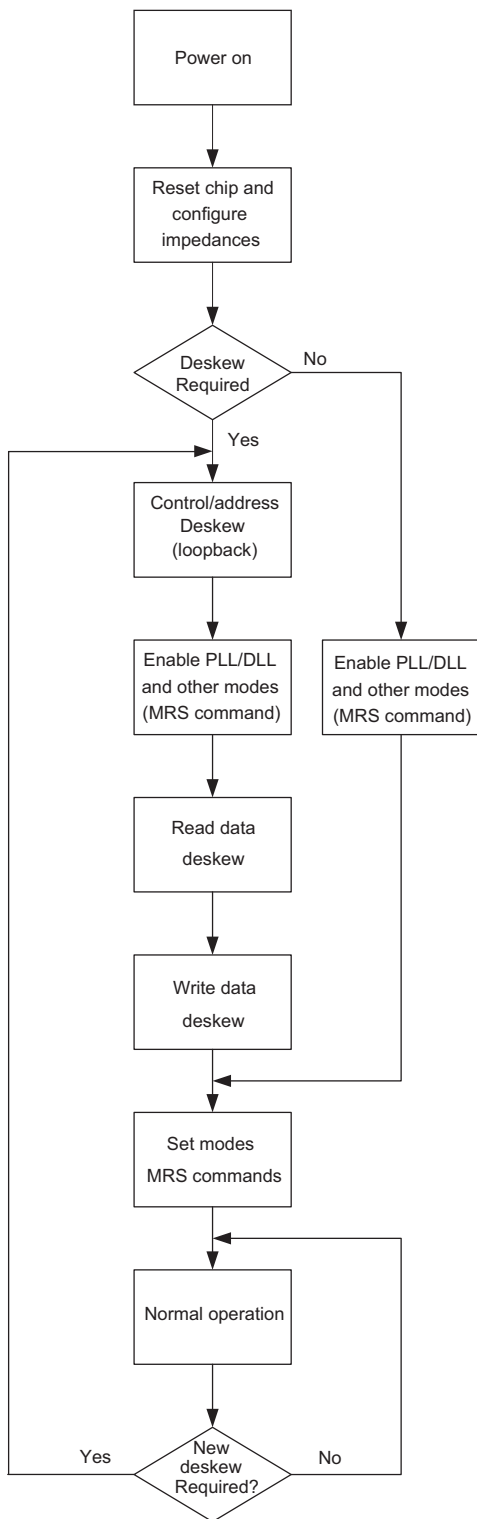 Power on
Reset chip and
configure
impedances
Deskew
Required
No
Yes
Control/address
Deskew
(loopback)
Enable PLL/DLL
and other modes
(MRS command)
Enable PLL/DLL
and other modes
(MRS command)
Read data
deskew
Write data
deskew
Set modes
MRS commands
Normal operation
New
deskew
Required?
Yes
No